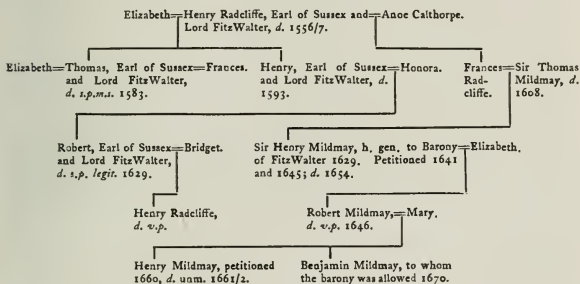 Elizabeth=Henry Radcliffe, Earl of Sussex and=Anne Calthorpe.
Lord FitzWalter, d. 1556/7.
Elizabeth=Thomas, Earl of Sussex=Frances.
and Lord FitzWalter,
d. s.p.m.s. 1583.
Henry, Earl of Sussex=Honora.
and Lord FitzWalter, d.
1593.
Frances=Sir Thomas
Rad- Mildmay, d.
cliffe. 1608.
Robert, Earl of Sussex=Bridget.
and Lord FitzWalter,
d. s.p. legit. 1629.
Sir Henry Mildmay, h. gen. to Barony=Elizabeth.
of FitzWalter 1629. Petitioned 1641
and 1645; d. 1654.
Henry Radcliffe,
d. v.p.
Robert Mildmay,=Mary.
d. v.p. 1646.
Henry Mildmay, petitioned
1660, d. unm. 1661/2.
Benjamin Mildmay, to whom
the barony was allowed 1670.